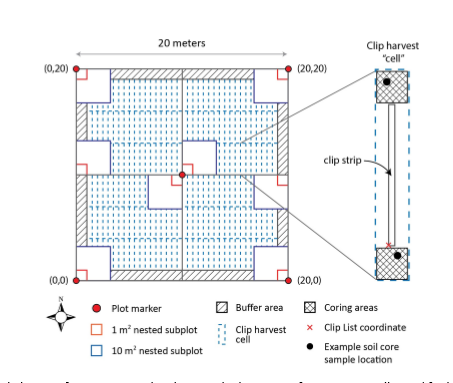 20 meters
Clip harvest
"cell"
(0,20)
(20,20)
clip strip
(0,0)
(20,0)
N
Plot marker
Buffer area
Coring areas
1 m² nested subplot
Clip harvest
cell
Clip List coordinate
10 m² nested subplot
Example soil core
sample location